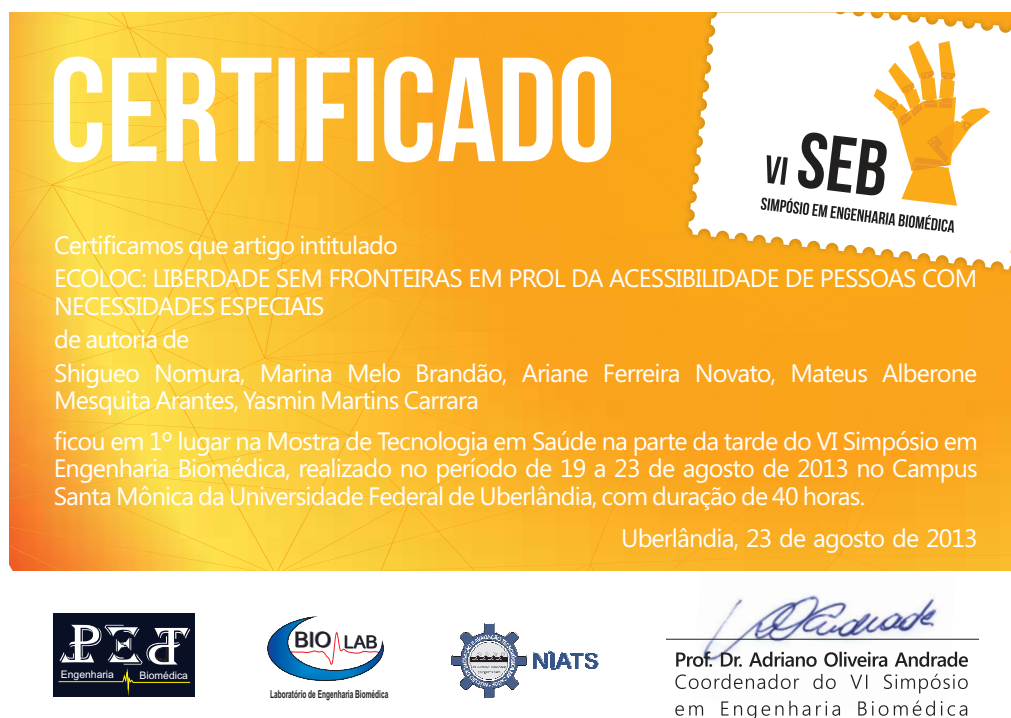 CERTIFICADO
VI SEB
SIMPÓSIO EM ENGENHARIA BIOMÉDICA
Certificamos que artigo intitulado
ECOLOC: LIBERDADE SEM FRONTEIRAS EM PROL DA ACESSIBILIDADE DE PESSOAS COM
NECESSIDADES ESPECIAIS
de autoria de
Shigueo Nomura, Marina Melo Brandão, Ariane Ferreira Novato, Mateus Alberone
Mesquita Arantes, Yasmin Martins Carrara
ficou em 1º lugar na Mostra de Tecnologia em Saúde na parte da tarde do VI Simpósio em
Engenharia Biomédica, realizado no período de 19 a 23 de agosto de 2013 no Campus
Santa Mônica da Universidade Federal de Uberlândia, com duração de 40 horas.
Uberlândia, 23 de agosto de 2013
PET
Engenharia Biomédica
BIO LAB
Laboratório de Engenharia Biomédica
NIATS
Prof. Dr. Adriano Oliveira Andrade
Coordenador do VI Simpósio
em Engenharia Biomédica